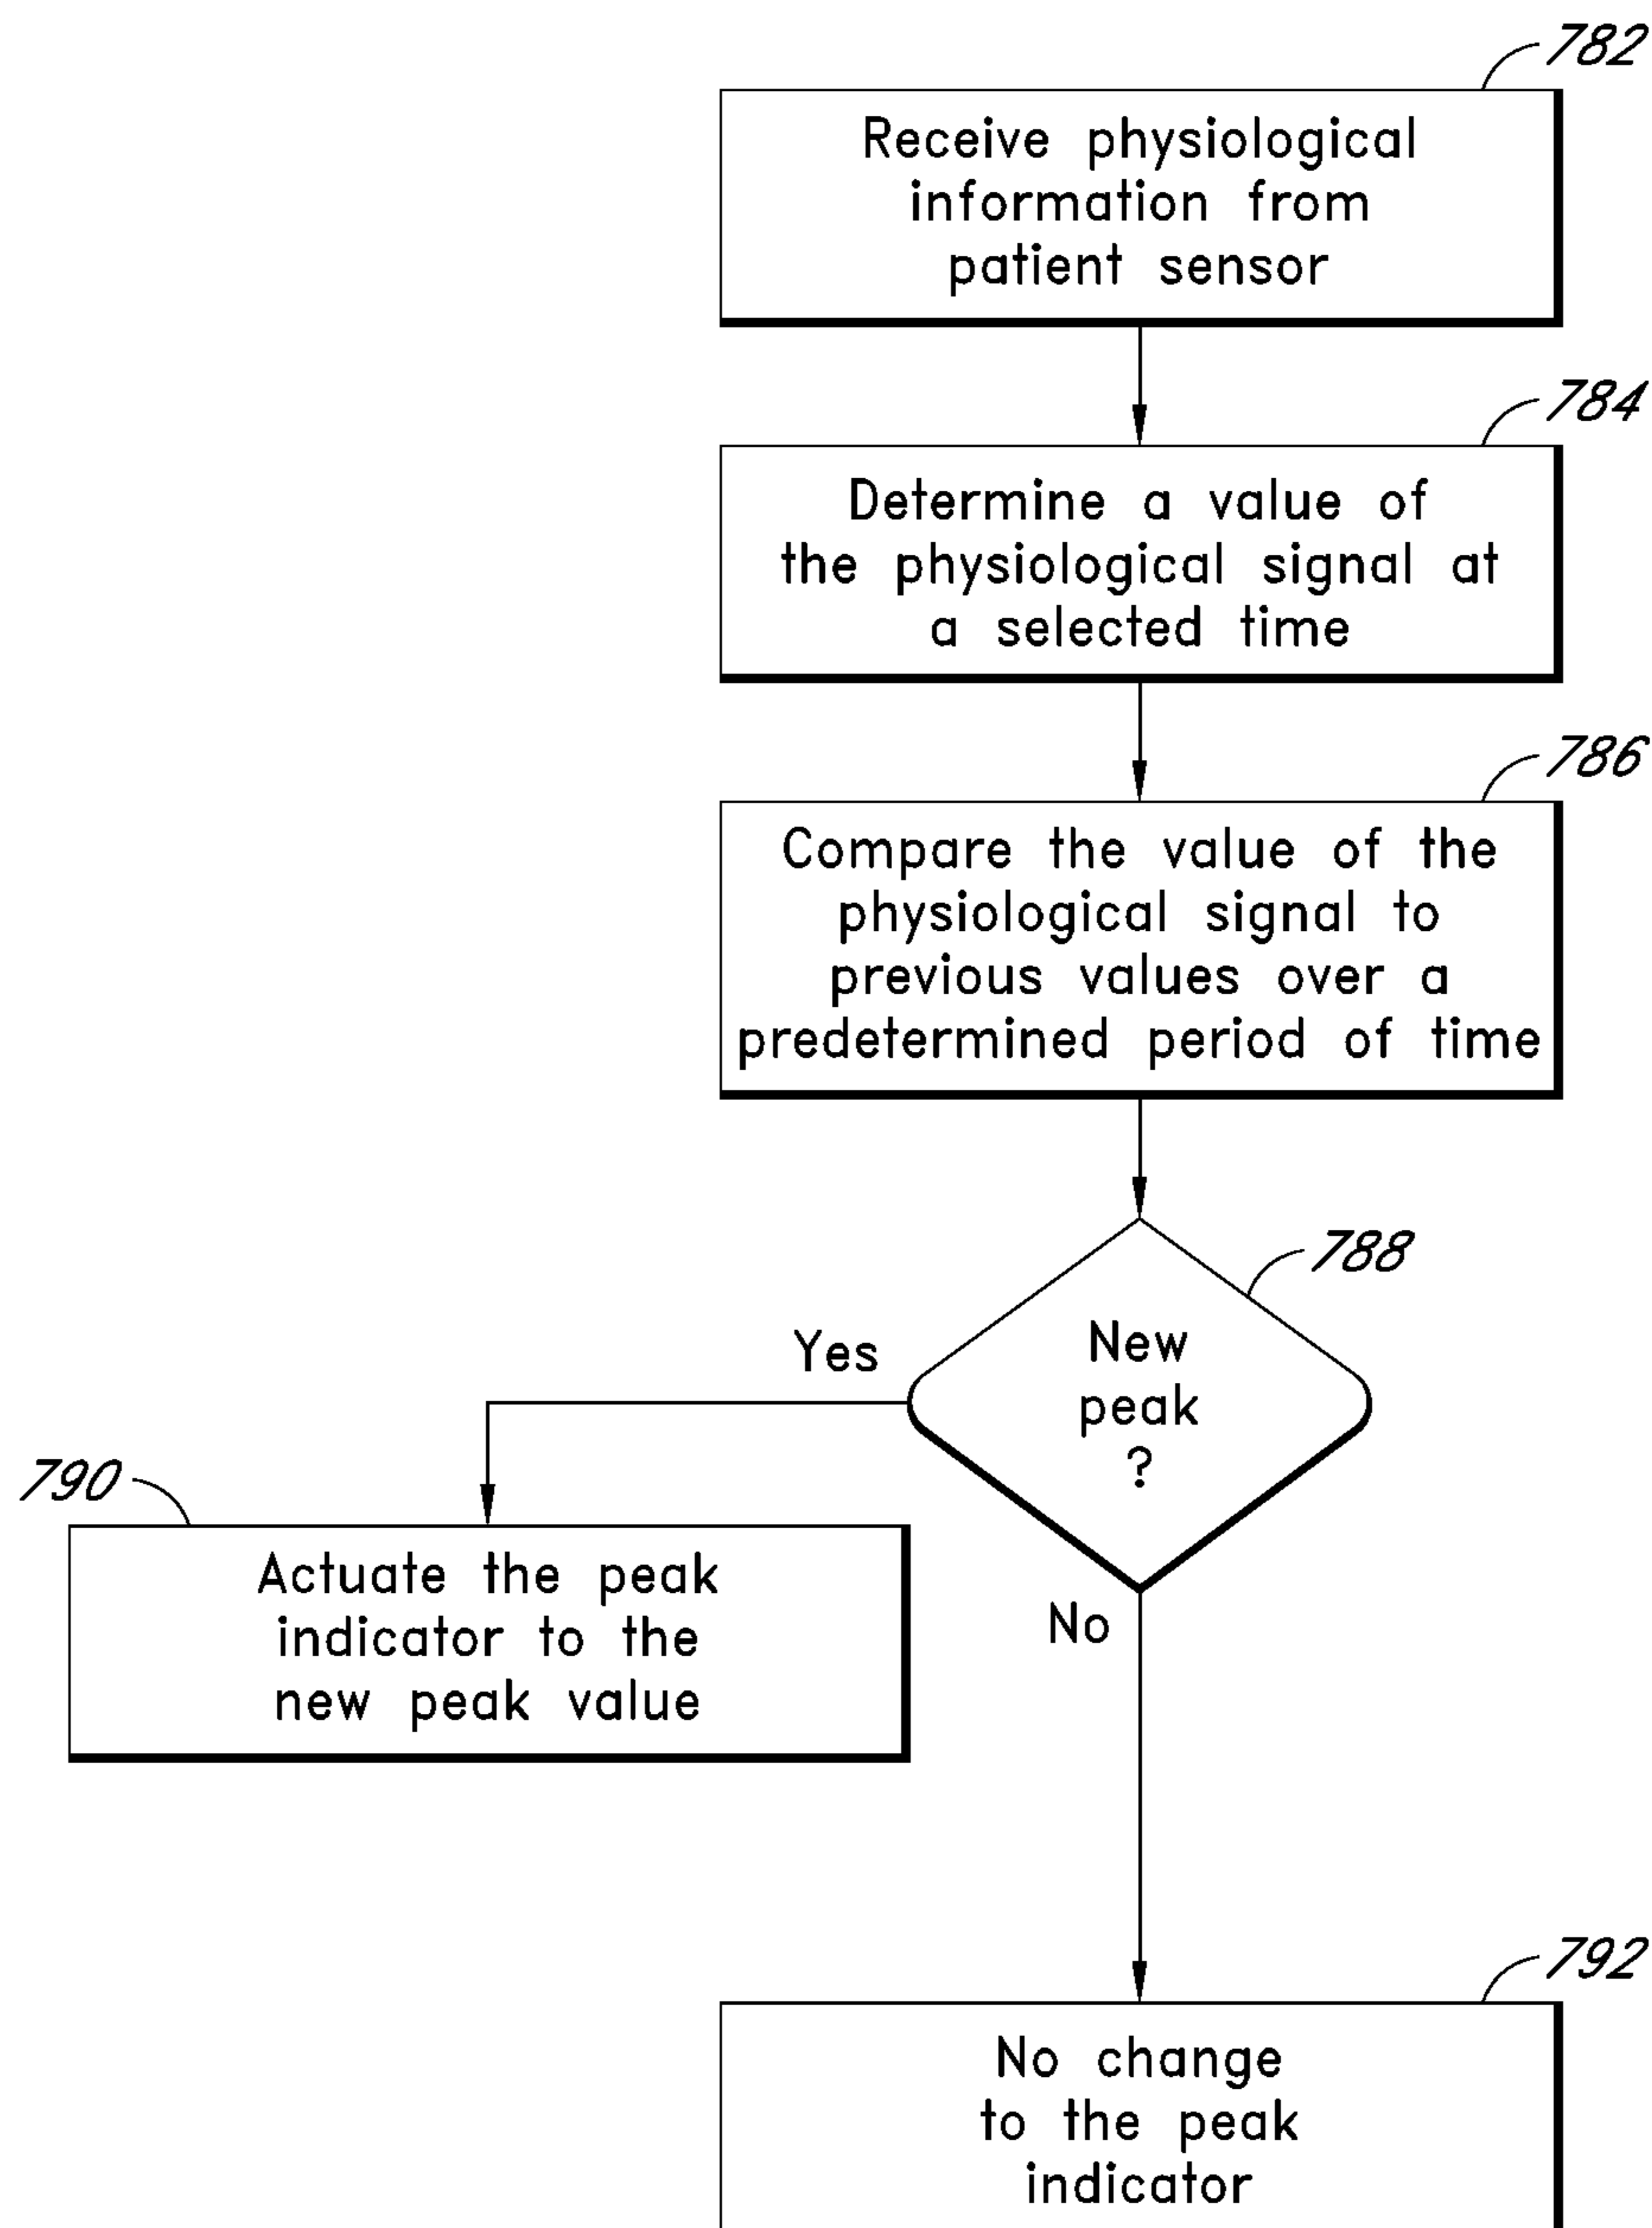 782
Receive physiological
information from
patient sensor
784
Determine a value of
the physiological signal at
a selected time
786
Compare the value of the
physiological signal to
previous values over a
predetermined period of time
788
New
peak
?
Yes
790
Actuate the peak
indicator to the
new peak value
No
792
No change
to the peak
indicator